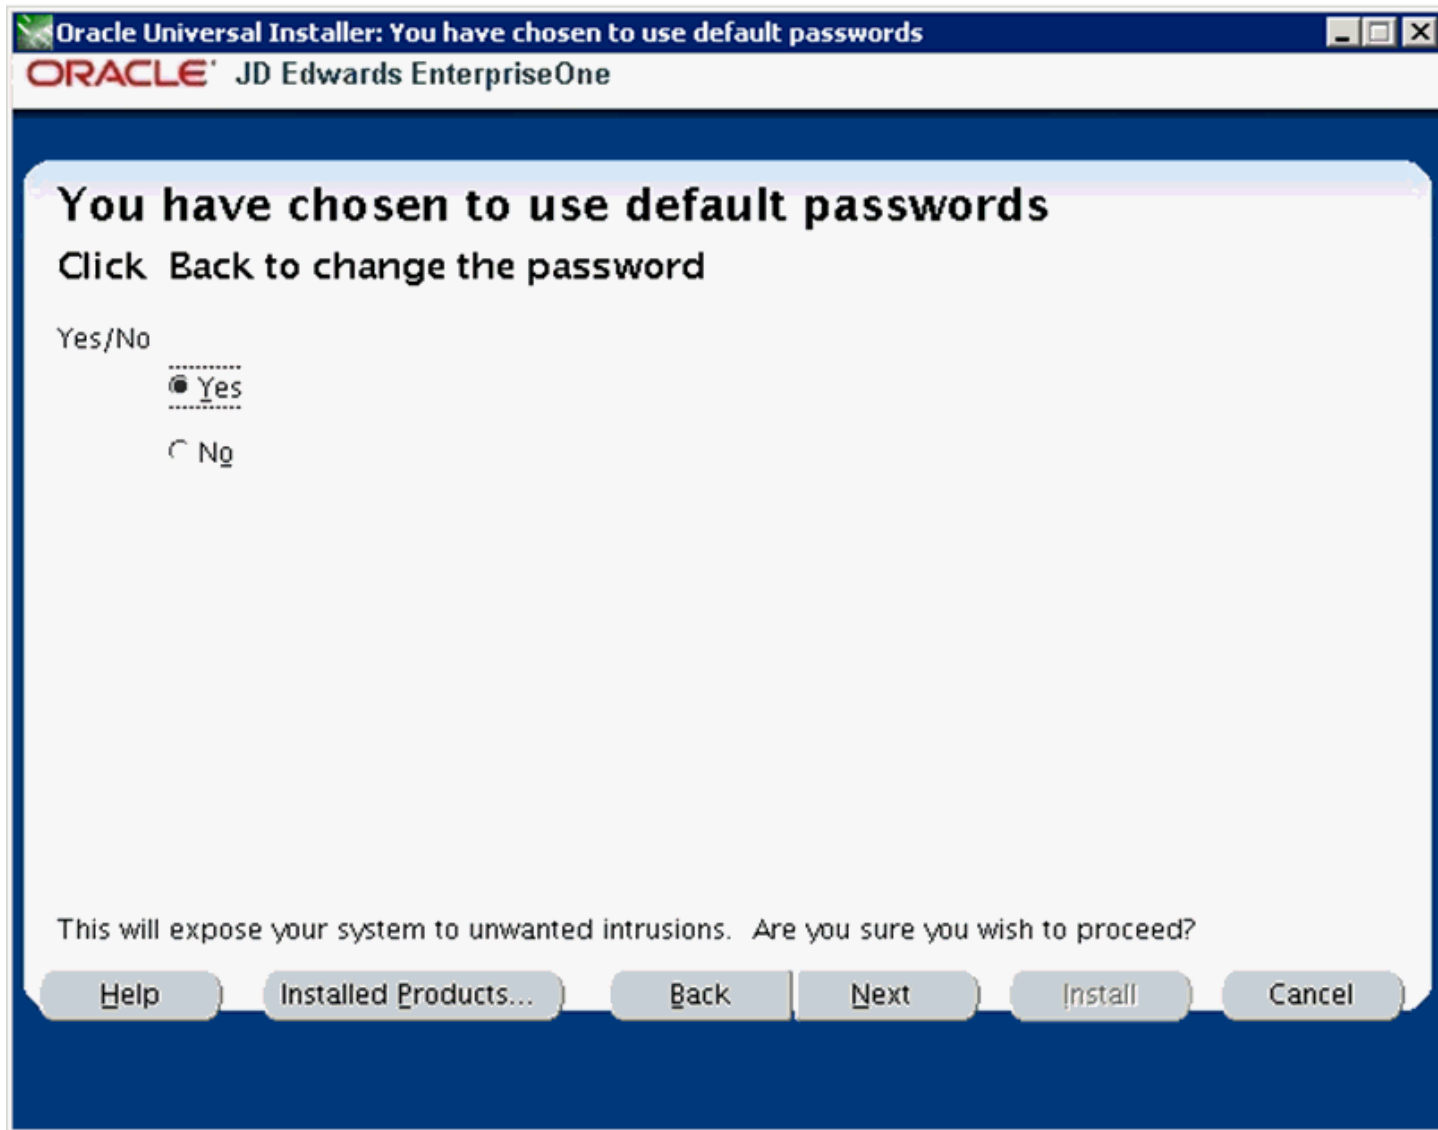 Oracle Universal Installer: You have chosen to use default passwords
ORACLE JD Edwards EnterpriseOne
You have chosen to use default passwords
Click Back to change the password
Yes/No
Yes
No
This will expose your system to unwanted intrusions. Are you sure you wish to proceed?
Help Installed Products... Back Next Install Cancel